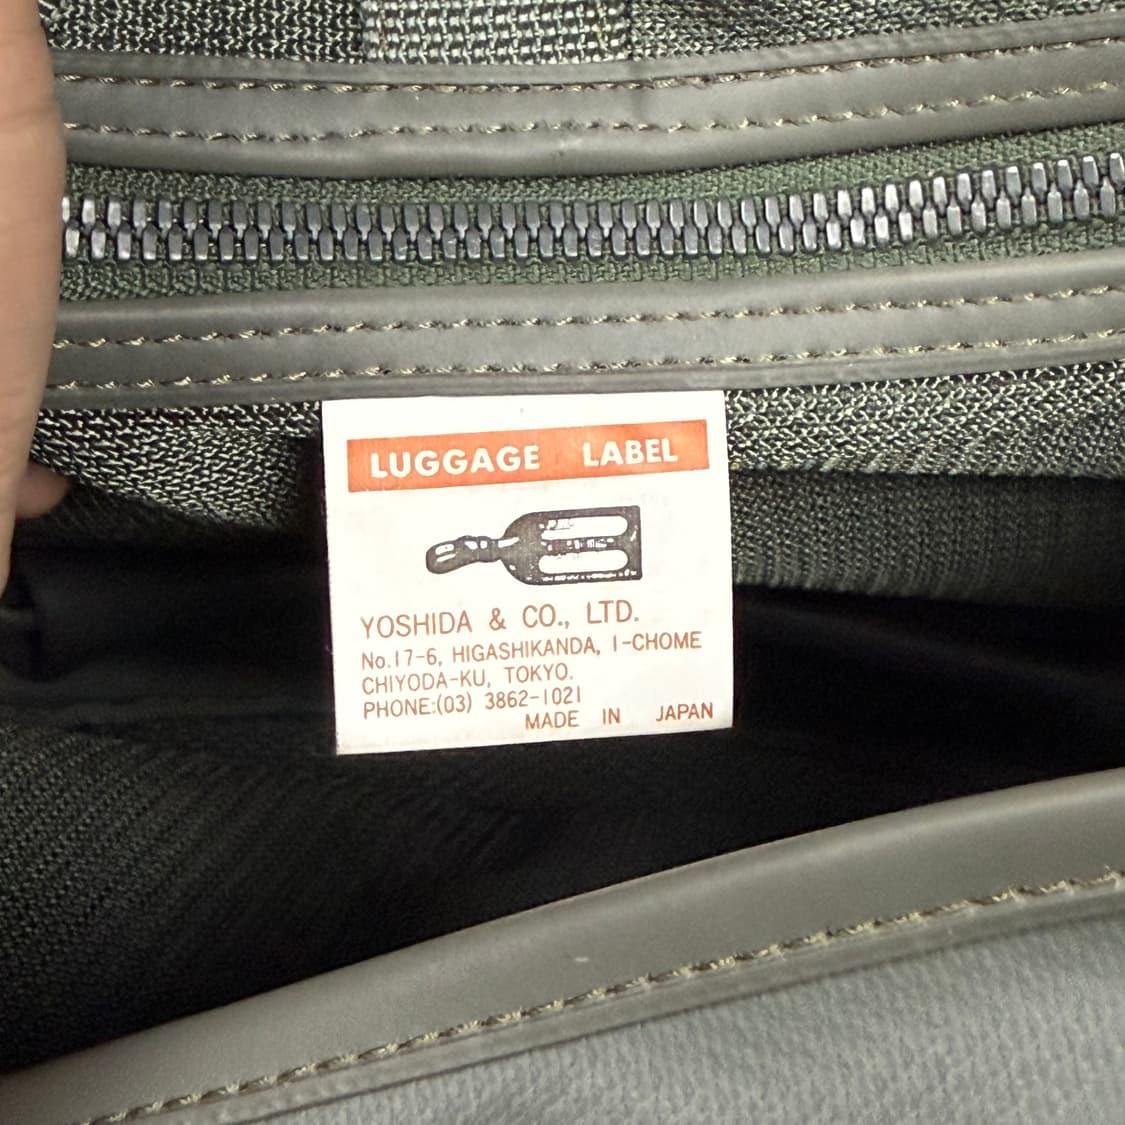 LUGGAGE LABEL
YOSHIDA & CO., LTD.
No.17-6, HIGASHIKANDA, 1-CHOME
CHIYODA-KU, TOKYO.
PHONE:(03) 3862-1021
MADE IN JAPAN